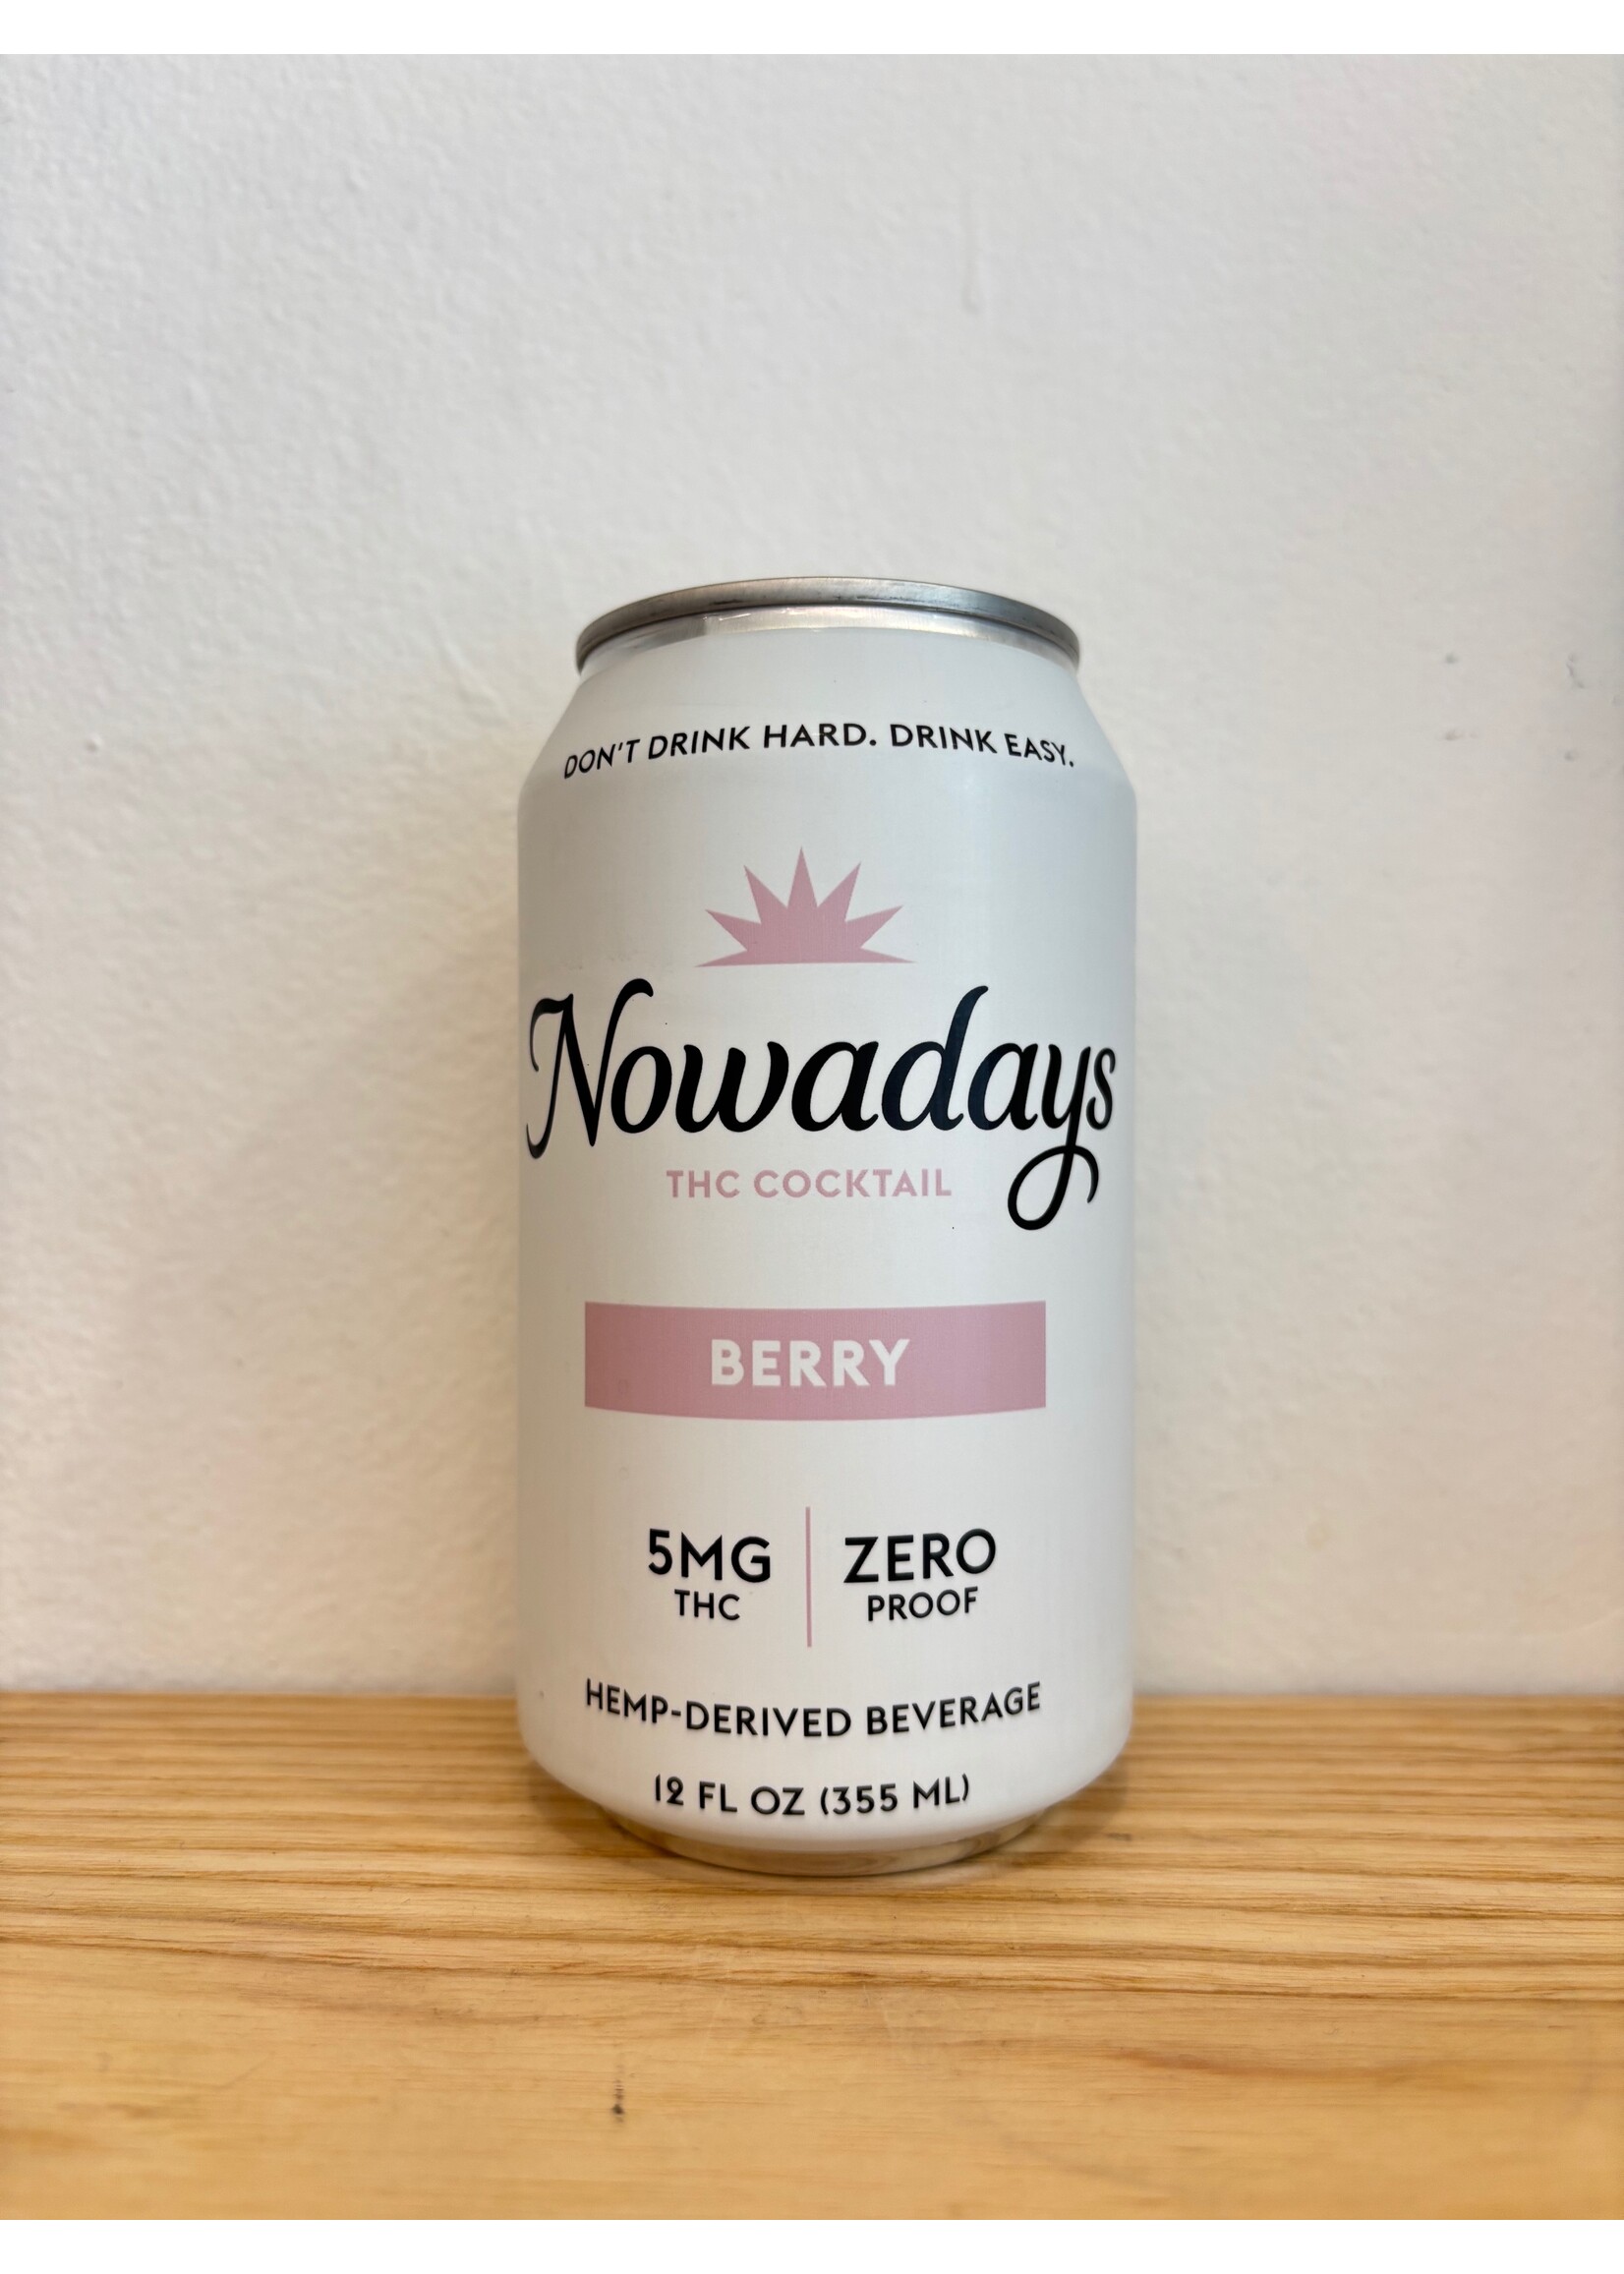 DON'T DRINK HARD. DRINK EASY.
Nowadays
THC COCKTAIL
BERRY
5MG
THC
ZERO
PROOF
HEMP-DERIVED BEVERAGE
12 FL OZ (355 ML)